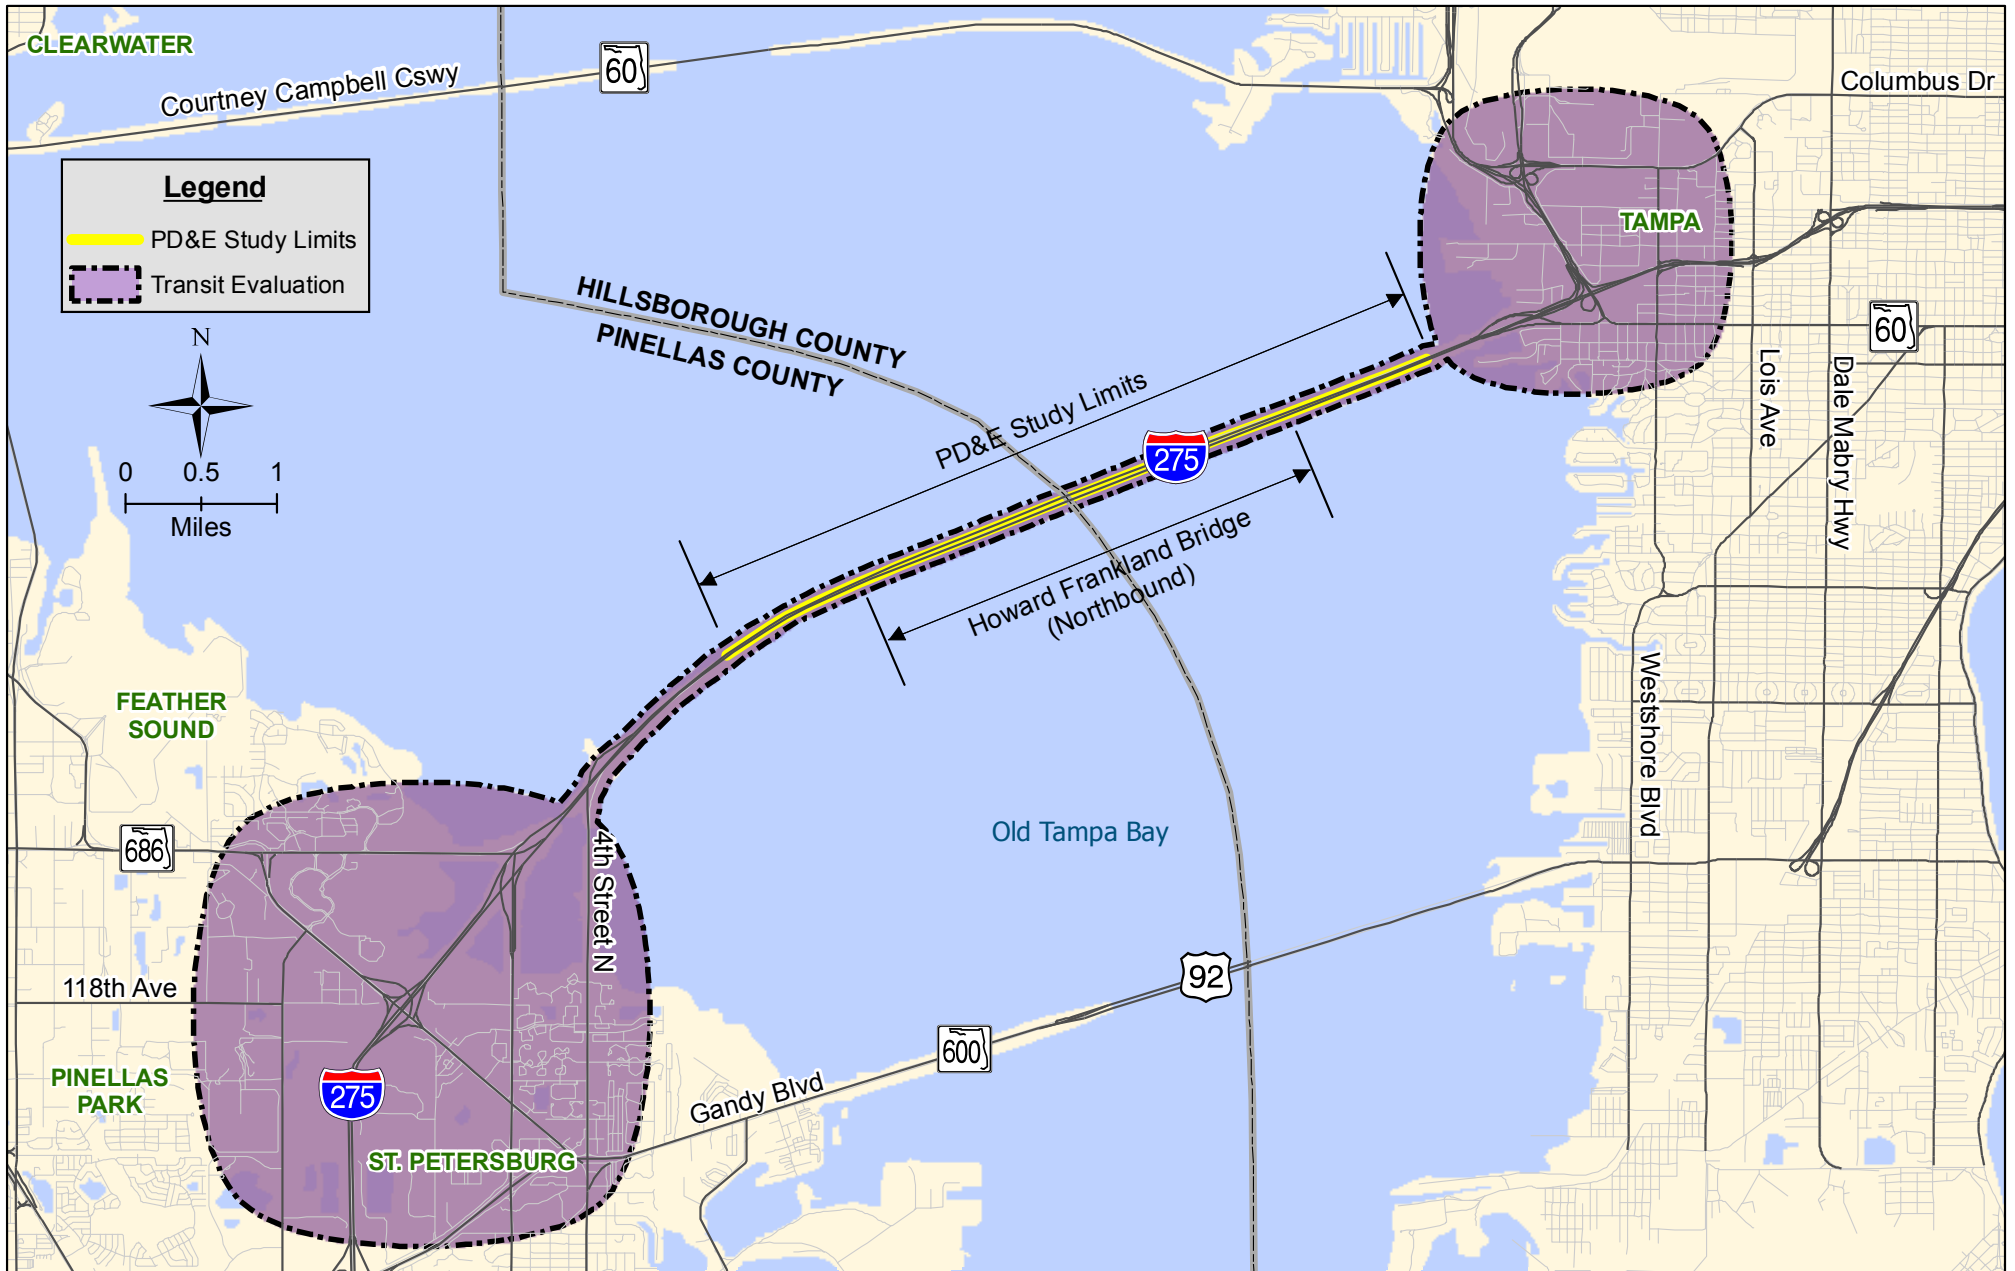 CLEARWATER
Courtney Campbell Cswy
60
Columbus Dr
Legend
PD&E Study Limits
Transit Evaluation
TAMPA
HILLSBOROUGH COUNTY
PINELLAS COUNTY
60
N
0 0.5 1
Miles
PD&E Study Limits
275
Howard Frankland Bridge
(Northbound)
Lois Ave
Dale Mabry Hwy
Westshore Blvd
FEATHER
SOUND
686
4th Street N
Old Tampa Bay
118th Ave
92
600
PINELLAS
PARK
275
Gandy Blvd
ST. PETERSBURG